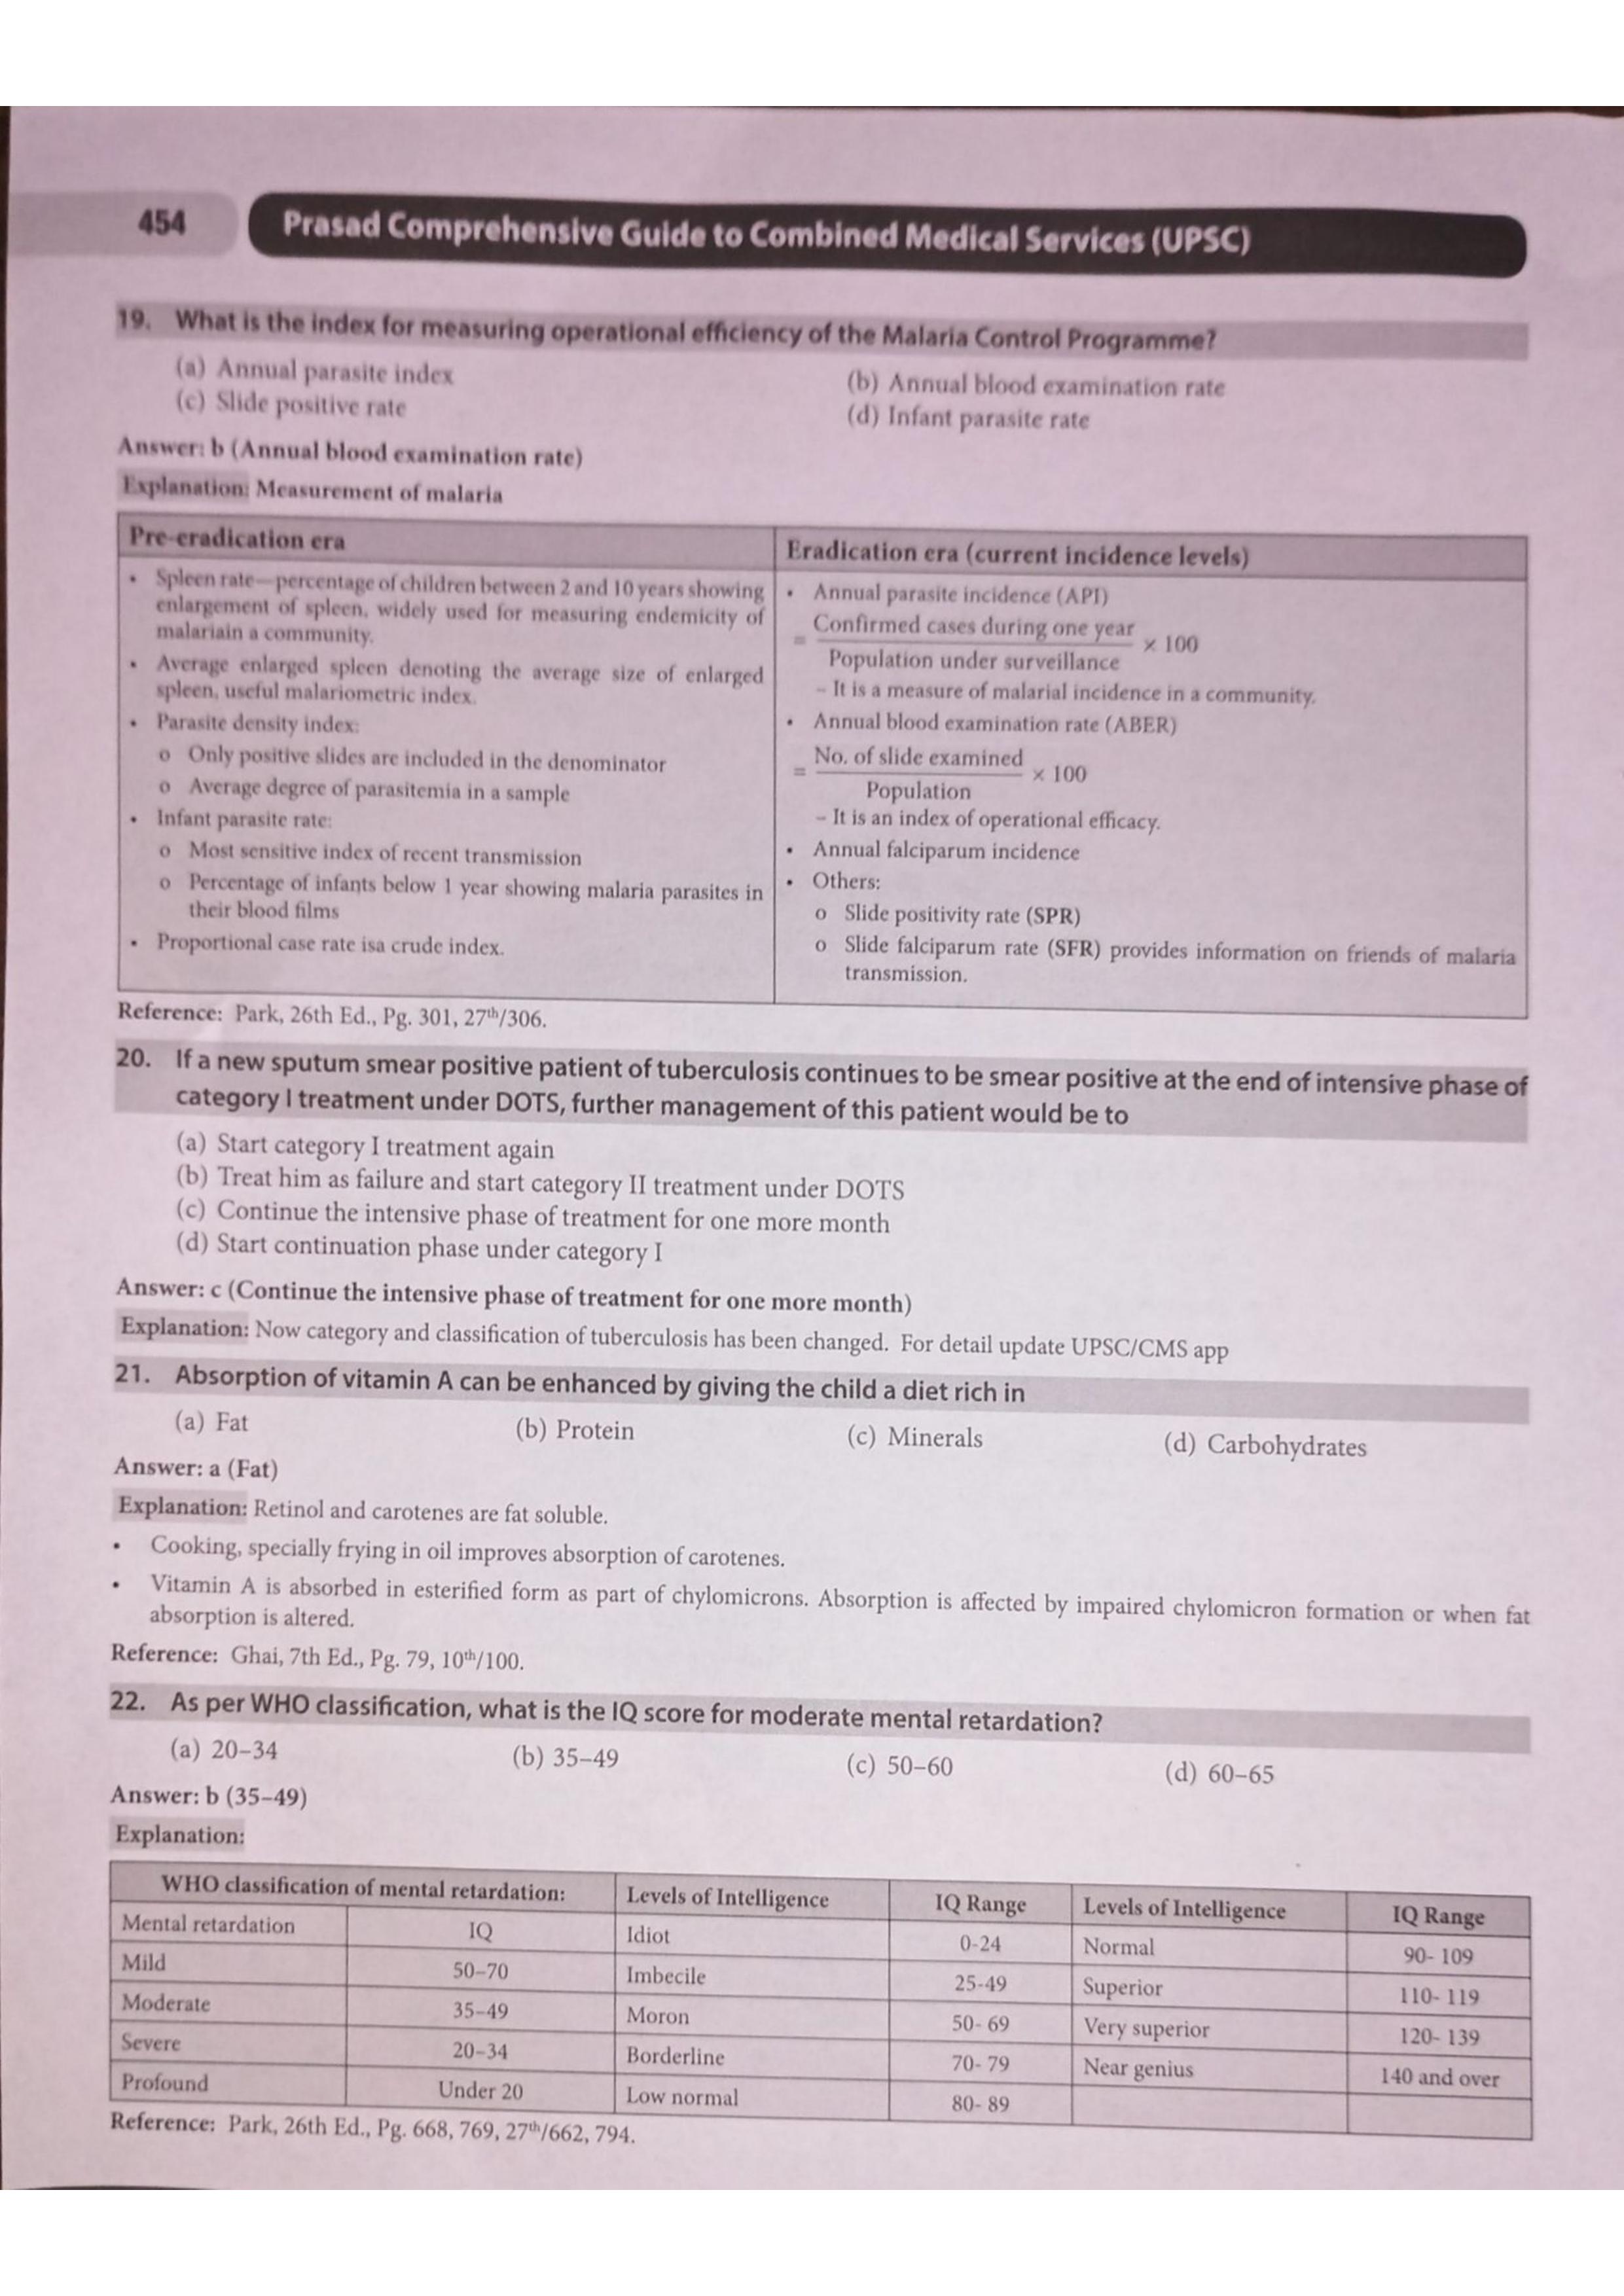 454
Prasad Comprehensive Guide to Combined Medical Services (UPSC)
19. What is the index for measuring operational efficiency of the Malaria Control Programme?
(a) Annual parasite index
(b) Annual blood examination rate
(c) Slide positive rate
(d) Infant parasite rate
Answer: b (Annual blood examination rate)
Explanation: Measurement of malaria
Pre-eradication era
• Spleen rate—percentage of children between 2 and 10 years showing
enlargement of spleen, widely used for measuring endemicity of
malariain a community.
• Average enlarged spleen denoting the average size of enlarged
spleen, useful malariometric index.
• Parasite density index:
o Only positive slides are included in the denominator
o Average degree of parasitemia in a sample
• Infant parasite rate:
o Most sensitive index of recent transmission
o Percentage of infants below 1 year showing malaria parasites in
their blood films
• Proportional case rate isa crude index.
Eradication era (current incidence levels)
• Annual parasite incidence (API)
Confirmed cases during one year
= × 100
Population under surveillance
– It is a measure of malarial incidence in a community.
• Annual blood examination rate (ABER)
No. of slide examined
= × 100
Population
– It is an index of operational efficacy.
• Annual falciparum incidence
• Others:
o Slide positivity rate (SPR)
o Slide falciparum rate (SFR) provides information on friends of malaria
transmission.
Reference: Park, 26th Ed., Pg. 301, 27th/306.
20. If a new sputum smear positive patient of tuberculosis continues to be smear positive at the end of intensive phase of
category I treatment under DOTS, further management of this patient would be to
(a) Start category I treatment again
(b) Treat him as failure and start category II treatment under DOTS
(c) Continue the intensive phase of treatment for one more month
(d) Start continuation phase under category I
Answer: c (Continue the intensive phase of treatment for one more month)
Explanation: Now category and classification of tuberculosis has been changed. For detail update UPSC/CMS app
21. Absorption of vitamin A can be enhanced by giving the child a diet rich in
(a) Fat (b) Protein (c) Minerals (d) Carbohydrates
Answer: a (Fat)
Explanation: Retinol and carotenes are fat soluble.
• Cooking, specially frying in oil improves absorption of carotenes.
• Vitamin A is absorbed in esterified form as part of chylomicrons. Absorption is affected by impaired chylomicron formation or when fat
absorption is altered.
Reference: Ghai, 7th Ed., Pg. 79, 10th/100.
22. As per WHO classification, what is the IQ score for moderate mental retardation?
(a) 20–34 (b) 35–49 (c) 50–60 (d) 60–65
Answer: b (35–49)
Explanation:
WHO classification of mental retardation: Levels of Intelligence IQ Range Levels of Intelligence IQ Range
Mental retardation IQ Idiot 0-24 Normal 90- 109
Mild 50–70 Imbecile 25-49 Superior 110- 119
Moderate 35–49 Moron 50- 69 Very superior 120- 139
Severe 20–34 Borderline 70- 79 Near genius 140 and over
Profound Under 20 Low normal 80- 89
Reference: Park, 26th Ed., Pg. 668, 769, 27th/662, 794.